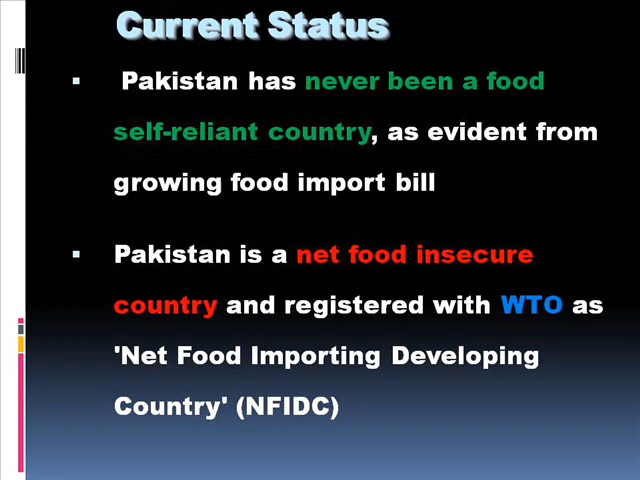 Current Status
▪ Pakistan has never been a food
self-reliant country, as evident from
growing food import bill
▪ Pakistan is a net food insecure
country and registered with WTO as
'Net Food Importing Developing
Country' (NFIDC)